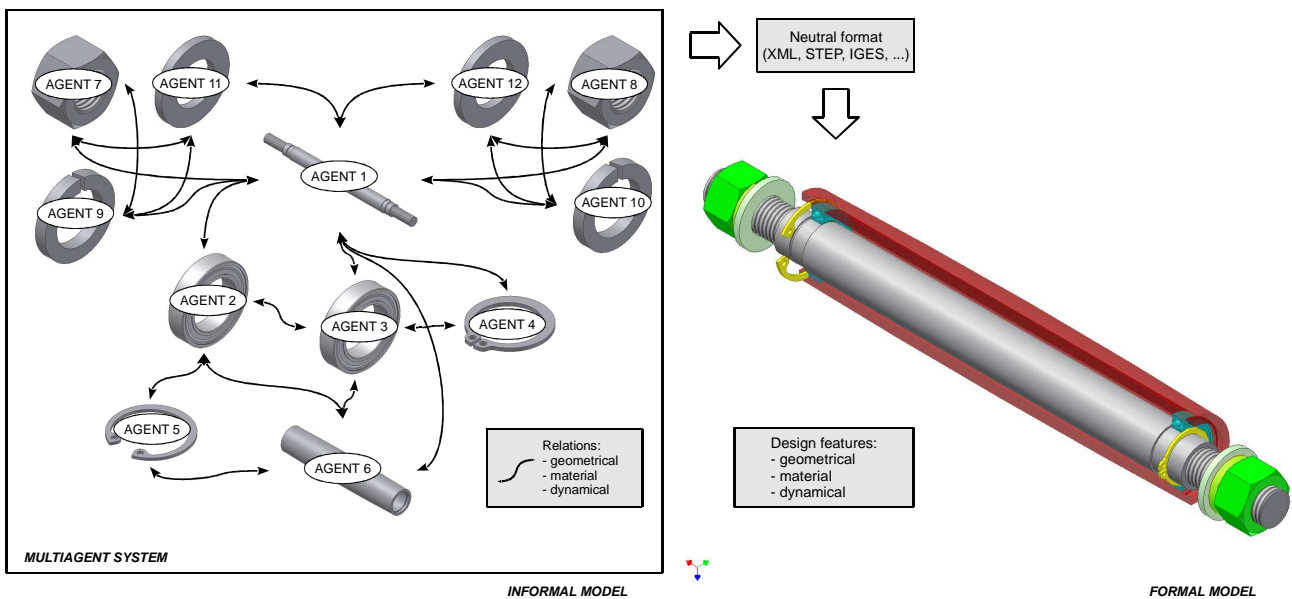 AGENT 7
AGENT 11
AGENT 12
AGENT 8
AGENT 1
AGENT 9
AGENT 10
AGENT 2
AGENT 3
AGENT 4
AGENT 5
AGENT 6
Relations:
- geometrical
- material
- dynamical
MULTIAGENT SYSTEM
INFORMAL MODEL
Neutral format
(XML, STEP, IGES, ...)
Design features:
- geometrical
- material
- dynamical
FORMAL MODEL